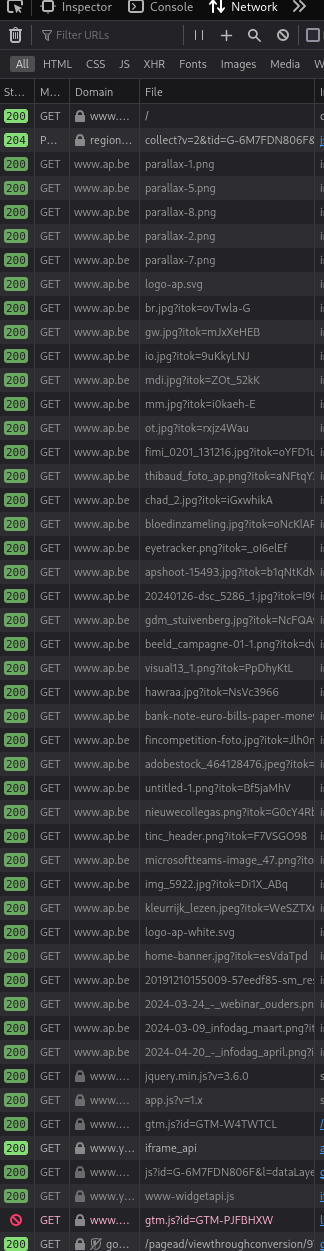 Inspector Console Network
Filter URLs
All HTML CSS JS XHR Fonts Images Media
St... M... Domain File
200 GET www.... /
204 P... region... collect?v=2&tid=G-6M7FDN806F&
200 GET www.ap.be parallax-1.png
200 GET www.ap.be parallax-5.png
200 GET www.ap.be parallax-8.png
200 GET www.ap.be parallax-2.png
200 GET www.ap.be parallax-7.png
200 GET www.ap.be logo-ap.svg
200 GET www.ap.be br.jpg?itok=ovTwla-G
200 GET www.ap.be gw.jpg?itok=mJxXeHEB
200 GET www.ap.be io.jpg?itok=9uKkyLNJ
200 GET www.ap.be mdi.jpg?itok=ZOt_52kK
200 GET www.ap.be mm.jpg?itok=i0kaeh-E
200 GET www.ap.be ot.jpg?itok=rxjz4Wau
200 GET www.ap.be fimi_0201_131216.jpg?itok=oYFD1u
200 GET www.ap.be thibaud_foto_ap.png?itok=aNFtqY
200 GET www.ap.be chad_2.jpg?itok=iGxwhikA
200 GET www.ap.be bloedinzameling.jpg?itok=oNcKlAF
200 GET www.ap.be eyetracker.png?itok=_oI6elEf
200 GET www.ap.be apshoot-15493.jpg?itok=b1qNtKdN
200 GET www.ap.be 20240126-dsc_5286_1.jpg?itok=I9
200 GET www.ap.be gdm_stuivenberg.jpg?itok=NcFQA
200 GET www.ap.be beeld_campagne-01-1.png?itok=dv
200 GET www.ap.be visual13_1.png?itok=PpDhyKtL
200 GET www.ap.be hawraa.jpg?itok=NsVc3966
200 GET www.ap.be bank-note-euro-bills-paper-mone
200 GET www.ap.be fincompetition-foto.jpg?itok=Jlh0n
200 GET www.ap.be adobestock_464128476.jpeg?itok=
200 GET www.ap.be untitled-1.png?itok=Bf5jaMhV
200 GET www.ap.be nieuwecollegas.png?itok=G0cY4R
200 GET www.ap.be tinc_header.png?itok=F7VSGO98
200 GET www.ap.be microsoftteams-image_47.png?ito
200 GET www.ap.be img_5922.jpg?itok=Di1X_ABq
200 GET www.ap.be kleurrijk_lezen.jpeg?itok=WeSZTX
200 GET www.ap.be logo-ap-white.svg
200 GET www.ap.be home-banner.jpg?itok=esVdaTpd
200 GET www.ap.be 20191210155009-57eedf85-sm_res
200 GET www.ap.be 2024-03-24_-_webinar_ouders.pn
200 GET www.ap.be 2024-03-09_infodag_maart.png?it
200 GET www.ap.be 2024-04-20_-_infodag_april.png?i
200 GET www.... jquery.min.js?v=3.6.0
200 GET www.... app.js?v=1.x
200 GET www.... gtm.js?id=GTM-W4TWTCL
200 GET www.y... iframe_api
200 GET www.... js?id=G-6M7FDN806F&l=dataLaye
200 GET www.y... www-widgetapi.js
GET www.... gtm.js?id=GTM-PJFBHXW
200 GET go... /pagead/viewthroughconversion/9